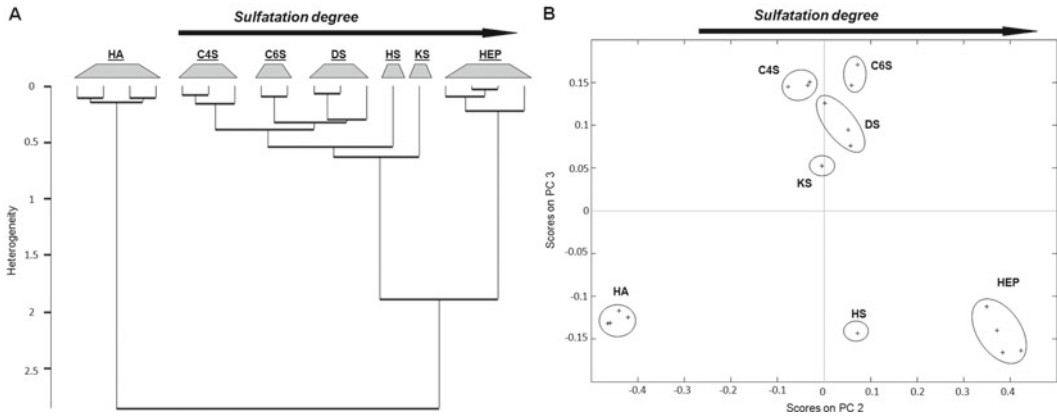 A
Sulfatation degree
HA C4S C6S DS HS KS HEP
0
0.5
1
1.5
2
2.5
Heterogeneity
B
Sulfatation degree
C4S
C6S
DS
KS
HA
HS
HEP
0.15
0.1
0.05
0
-0.05
-0.1
-0.15
Scores on PC 3
-0.4 -0.3 -0.2 -0.1 0 0.1 0.2 0.3 0.4
Scores on PC 2